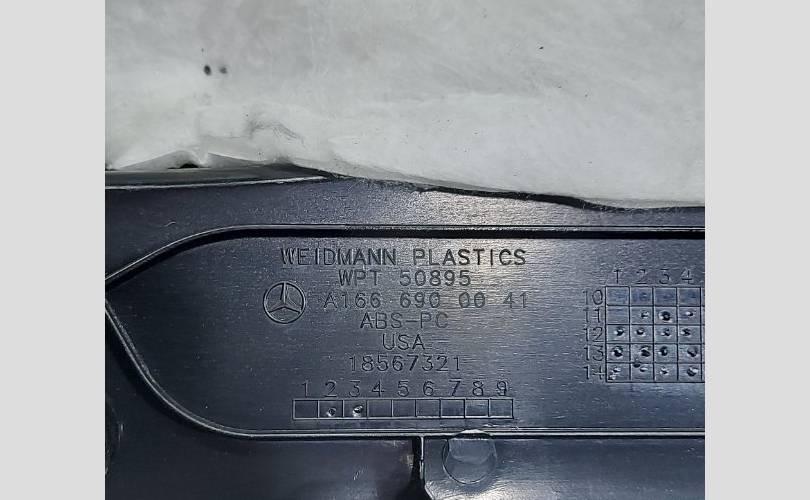 WEIDMANN PLASTICS
WPT 50895
A166 690 00 41
ABS-PC
USA
18567321
1 2 3 4 5 6 7 8 9
1 2 3 4
10
11
12
13
14